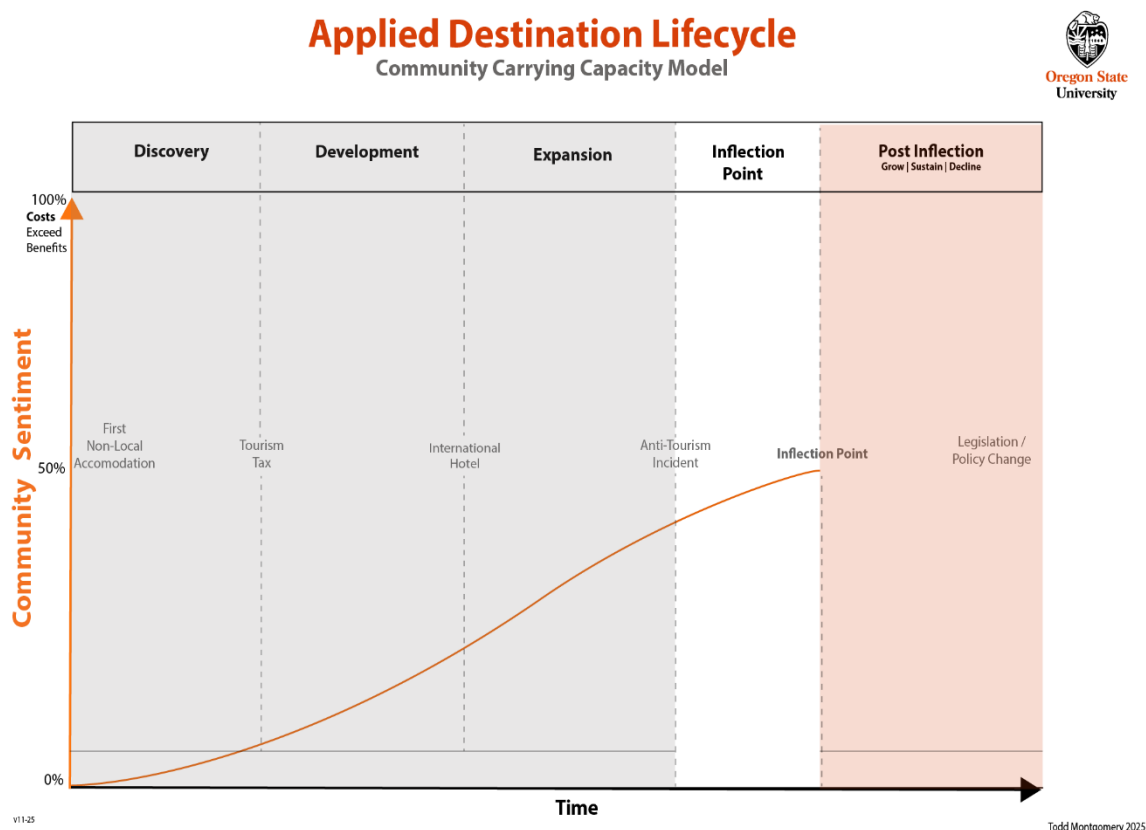 Applied Destination Lifecycle
Community Carrying Capacity Model
Oregon State
University
Discovery
Development
Expansion
Inflection
Point
Post Inflection
Grow | Sustain | Decline
100%
Costs
Exceed
Benefits
Community Sentiment
First
Non-Local
Accomodation
Tourism
Tax
International
Hotel
Anti-Tourism
Incident
Inflection Point
Legislation /
Policy Change
50%
0%
Time
v11-25
Todd Montgomery 2025